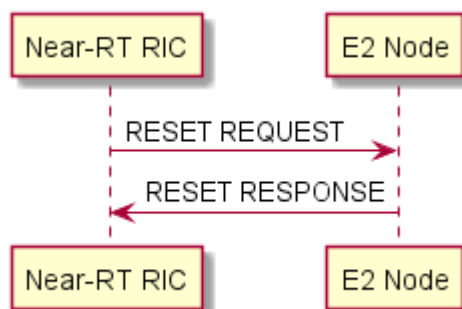 Near-RT RIC
E2 Node
RESET REQUEST
RESET RESPONSE
Near-RT RIC
E2 Node